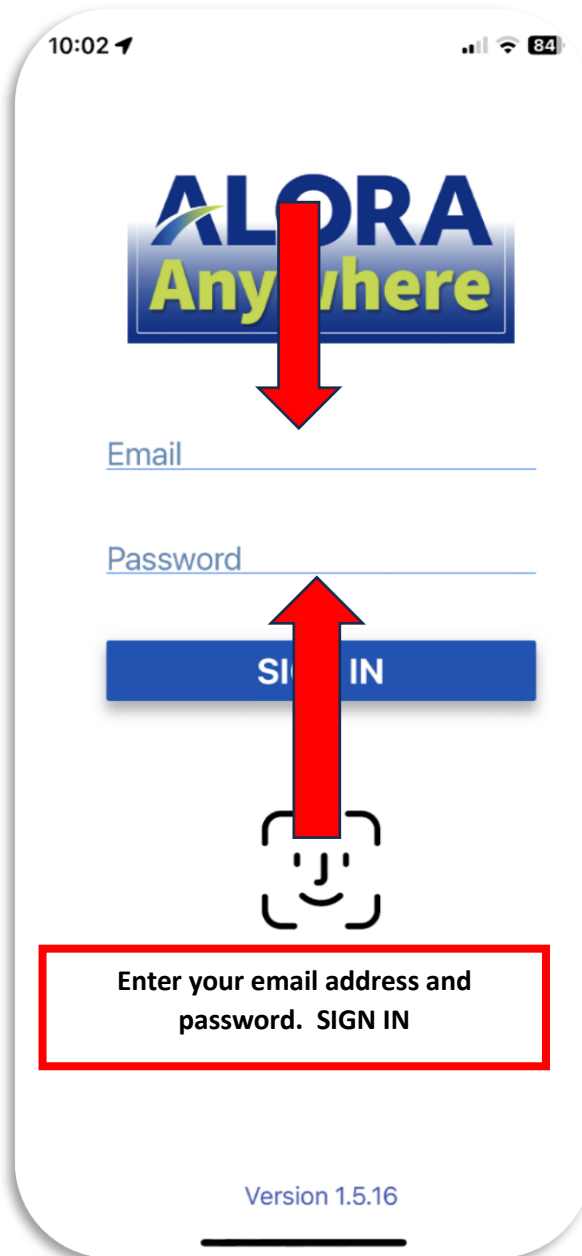 10:02
84
ALORA
Anywhere
Email
Password
SIGN IN
Enter your email address and
password. SIGN IN
Version 1.5.16